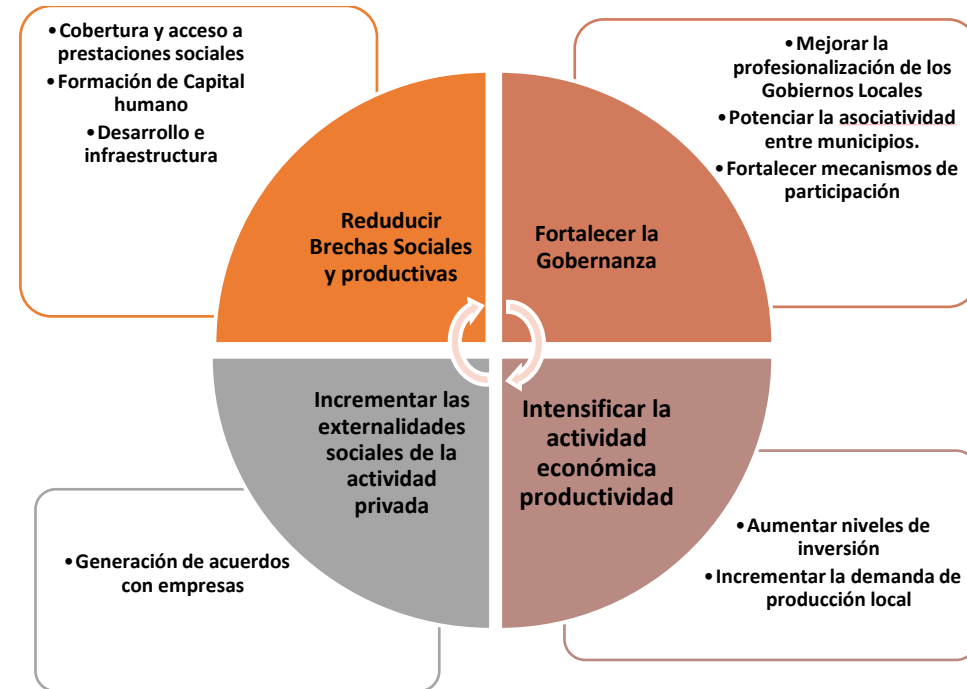 •Cobertura y acceso a
prestaciones sociales
•Formación de Capital
humano
•Desarrollo e
infraestructura
•Mejorar la
profesionalización de los
Gobiernos Locales
•Potenciar la asociatividad
entre municipios.
•Fortalecer mecanismos de
participación
Reduducir
Brechas Sociales
y productivas
Fortalecer la
Gobernanza
Incrementar las
externalidades
sociales de la
actividad
privada
Intensificar la
actividad
económica
productividad
•Generación de acuerdos
con empresas
•Aumentar niveles de
inversión
•Incrementar la demanda de
producción local